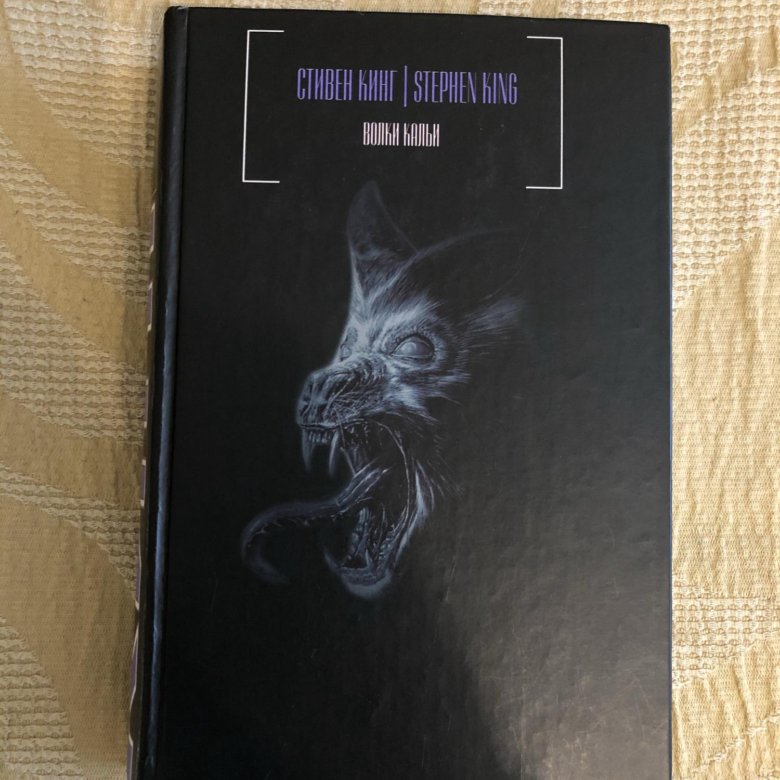 СТИВЕН КИНГ | STEPHEN KING
ВОЛКИ КАЛЬИ